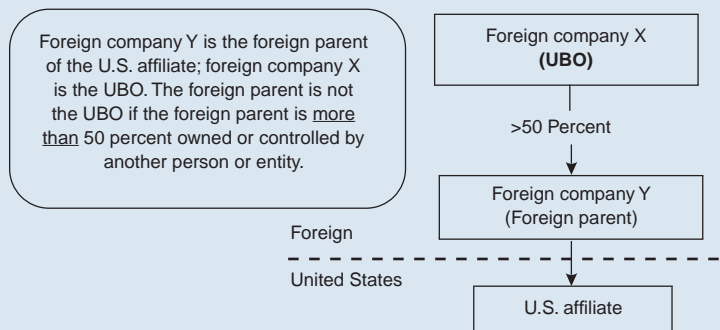 Foreign company Y is the foreign parent
of the U.S. affiliate; foreign company X
is the UBO. The foreign parent is not
the UBO if the foreign parent is more
than 50 percent owned or controlled by
another person or entity.
Foreign company X
(UBO)
>50 Percent
Foreign company Y
(Foreign parent)
Foreign
United States
U.S. affiliate